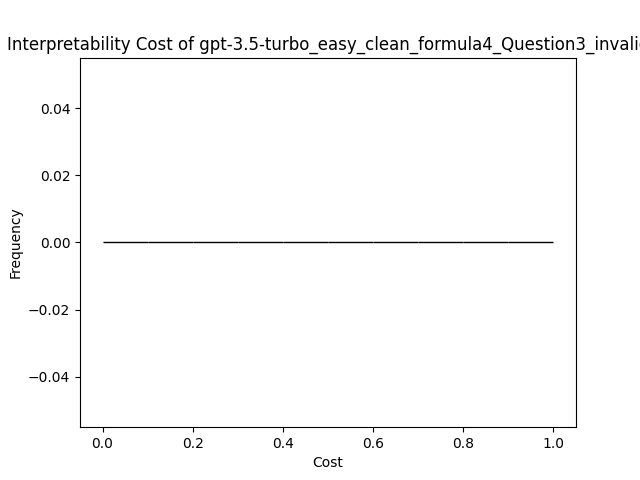 Interpretability Cost of gpt-3.5-turbo_easy_clean_formula4_Question3_invali
0.04
0.02
0.00
−0.02
−0.04
Frequency
0.0 0.2 0.4 0.6 0.8 1.0
Cost